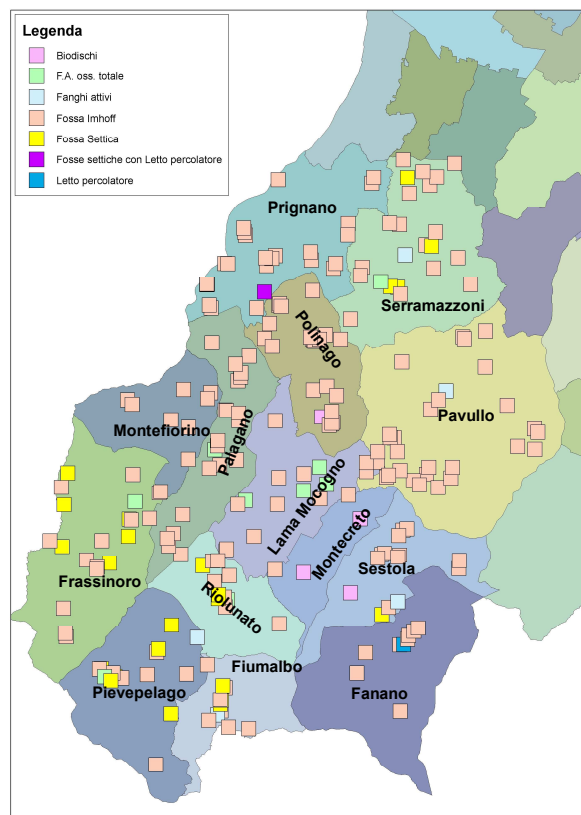 Legenda
Biodischi
F.A. oss. totale
Fanghi attivi
Fossa Imhoff
Fossa Settica
Fosse settiche con Letto percolatore
Letto percolatore
Prignano
Serramazzoni
Polinago
Pavullo
Montefiorino
Palagano
Lama Mocogno
Montecreto
Sestola
Frassinoro
Riolunato
Fiumalbo
Pievepelago
Fanano